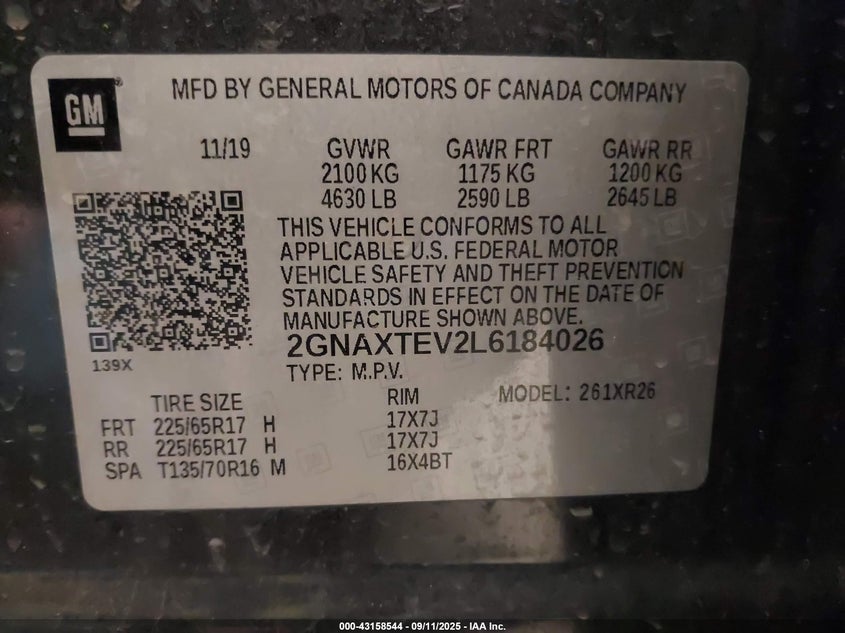 GM
MFD BY GENERAL MOTORS OF CANADA COMPANY
11/19 GVWR GAWR FRT GAWR RR
2100 KG 1175 KG 1200 KG
4630 LB 2590 LB 2645 LB
THIS VEHICLE CONFORMS TO ALL
APPLICABLE U.S. FEDERAL MOTOR
VEHICLE SAFETY AND THEFT PREVENTION
STANDARDS IN EFFECT ON THE DATE OF
MANUFACTURE SHOWN ABOVE.
2GNAXTEV2L6184026
139X
TYPE: M.P.V.
TIRE SIZE RIM MODEL: 261XR26
FRT 225/65R17 H 17X7J
RR 225/65R17 H 17X7J
SPA T135/70R16 M 16X4BT
000-43158544 - 09/11/2025 - IAA Inc.